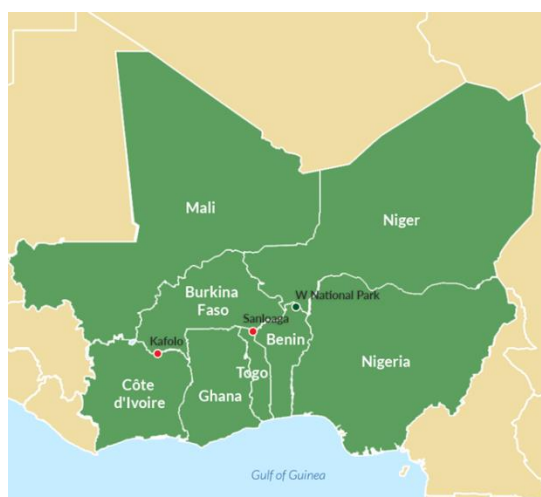 Mali
Niger
Burkina
Faso
W National Park
Sanloaga
Benin
Kafolo
Nigeria
Togo
Côte
d'Ivoire
Ghana
Gulf of Guinea